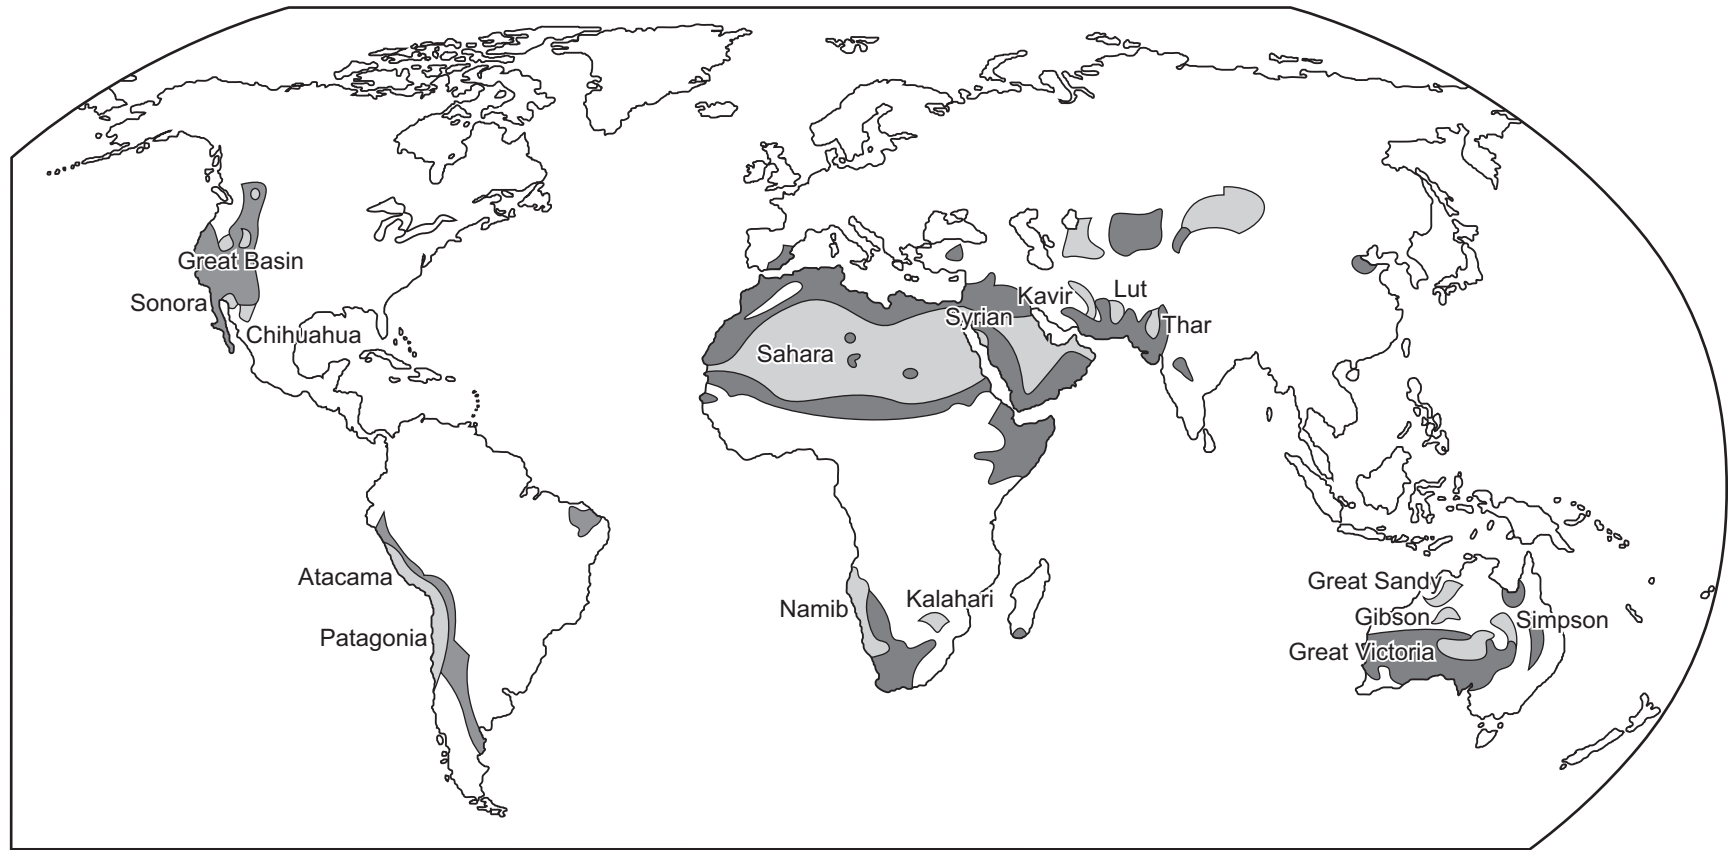 Great Basin
Sonora
Chihuahua
Kavir
Lut
Syrian
Thar
Sahara
Atacama
Patagonia
Namib
Kalahari
Great Sandy
Gibson
Simpson
Great Victoria